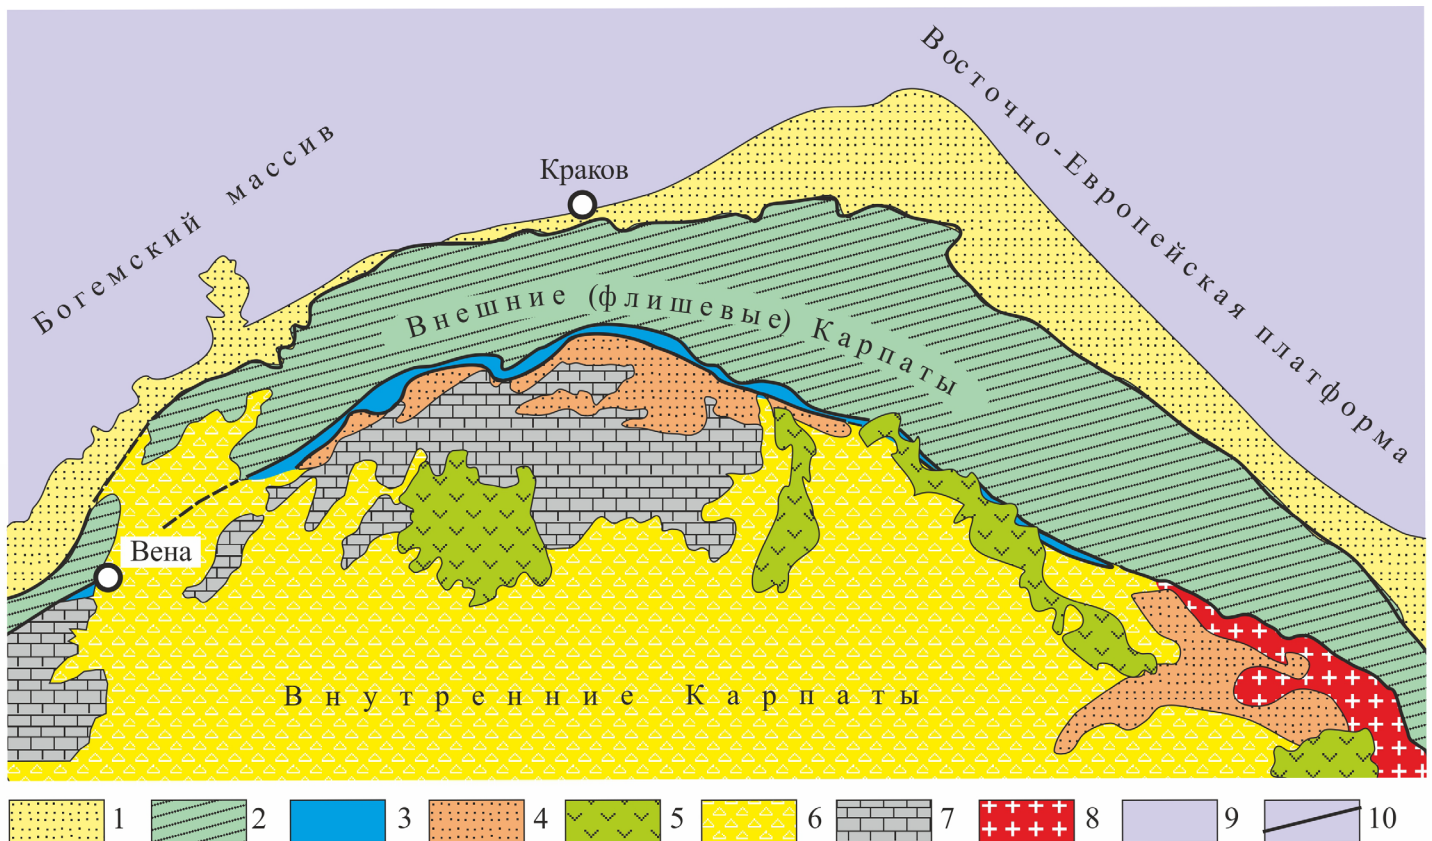 Восточно-Европейская платформа
Богемский массив
Краков
Внешние (флишевые) Карпаты
Вена
Внутренние Карпаты
1 2 3 4 5 6 7 8 9 10